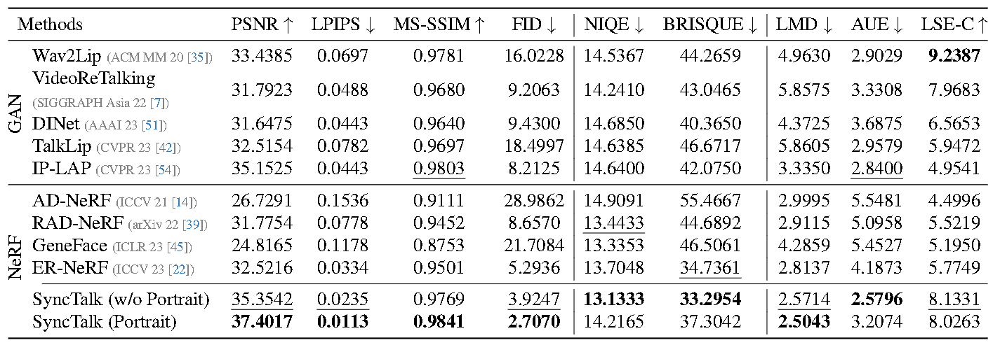 Methods PSNR ↑ LPIPS ↓ MS-SSIM ↑ FID ↓ NIQE ↓ BRISQUE ↓ LMD ↓ AUE ↓ LSE-C ↑
GAN
Wav2Lip (ACM MM 20 [35]) 33.4385 0.0697 0.9781 16.0228 14.5367 44.2659 4.9630 2.9029 9.2387
VideoReTalking
(SIGGRAPH Asia 22 [7]) 31.7923 0.0488 0.9680 9.2063 14.2410 43.0465 5.8575 3.3308 7.9683
DINet (AAAI 23 [51]) 31.6475 0.0443 0.9640 9.4300 14.6850 40.3650 4.3725 3.6875 6.5653
TalkLip (CVPR 23 [42]) 32.5154 0.0782 0.9697 18.4997 14.6385 46.6717 5.8605 2.9579 5.9472
IP-LAP (CVPR 23 [54]) 35.1525 0.0443 0.9803 8.2125 14.6400 42.0750 3.3350 2.8400 4.9541
NeRF
AD-NeRF (ICCV 21 [14]) 26.7291 0.1536 0.9111 28.9862 14.9091 55.4667 2.9995 5.5481 4.4996
RAD-NeRF (arXiv 22 [39]) 31.7754 0.0778 0.9452 8.6570 13.4433 44.6892 2.9115 5.0958 5.5219
GeneFace (ICLR 23 [45]) 24.8165 0.1178 0.8753 21.7084 13.3353 46.5061 4.2859 5.4527 5.1950
ER-NeRF (ICCV 23 [22]) 32.5216 0.0334 0.9501 5.2936 13.7048 34.7361 2.8137 4.1873 5.7749
SyncTalk (w/o Portrait) 35.3542 0.0235 0.9769 3.9247 13.1333 33.2954 2.5714 2.5796 8.1331
SyncTalk (Portrait) 37.4017 0.0113 0.9841 2.7070 14.2165 37.3042 2.5043 3.2074 8.0263